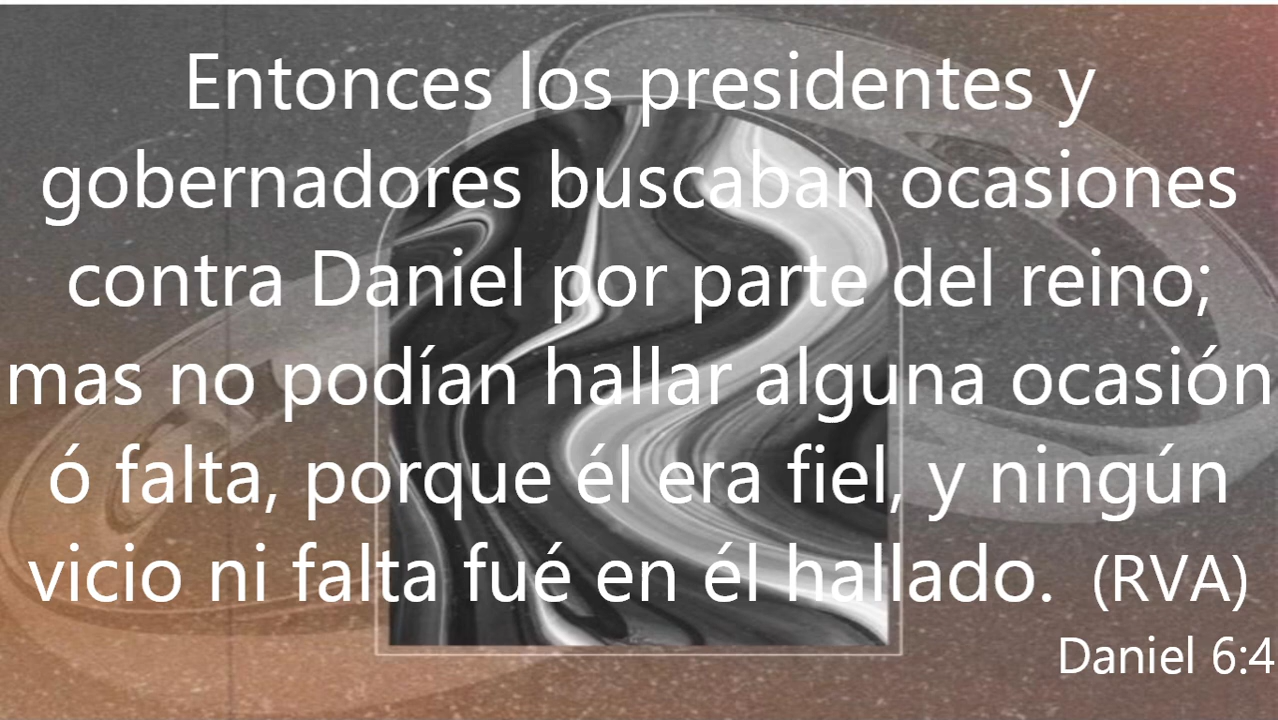 Entonces los presidentes y
gobernadores buscaban ocasiones
contra Daniel por parte del reino;
mas no podían hallar alguna ocasión
ó falta, porque él era fiel, y ningún
vicio ni falta fué en él hallado. (RVA)
Daniel 6:4